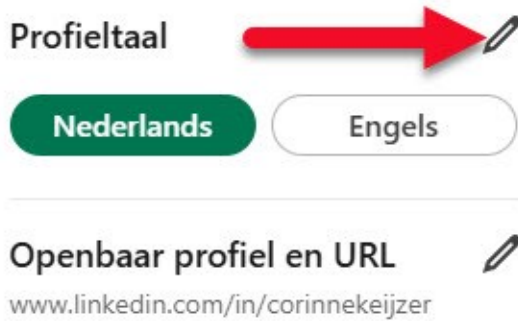 Profieltaal
Nederlands Engels
Openbaar profiel en URL
www.linkedin.com/in/corinnekeijzer